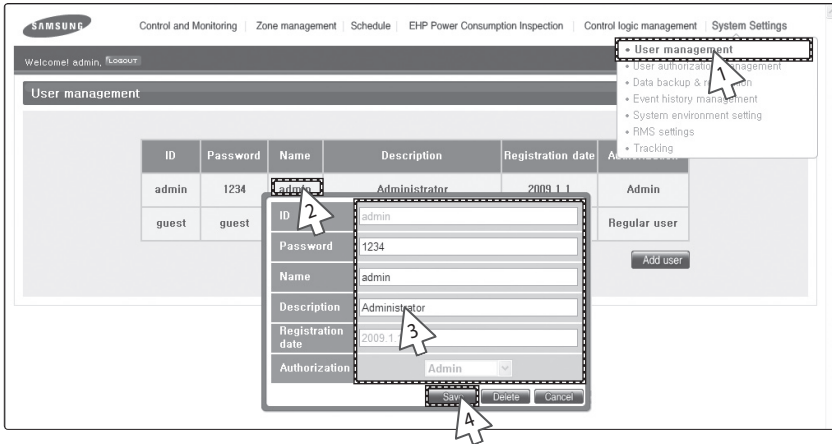 SAMSUNG
Control and Monitoring Zone management Schedule EHP Power Consumption Inspection Control logic management System Settings
Welcome! admin, LOGOUT
• User management
• User
• Data backup &
• Event history management
• System environment setting
• RMS settings
• Tracking
1
User management
ID Password Name Description Registration date
admin 1234 admin Administrator 2009.1.1 Admin
guest guest Regular user
2
ID admin
Password 1234
Name admin
Description Administrator
Registration date 2009.1.
3
Authorization Admin
Save Delete Cancel
4
Add user